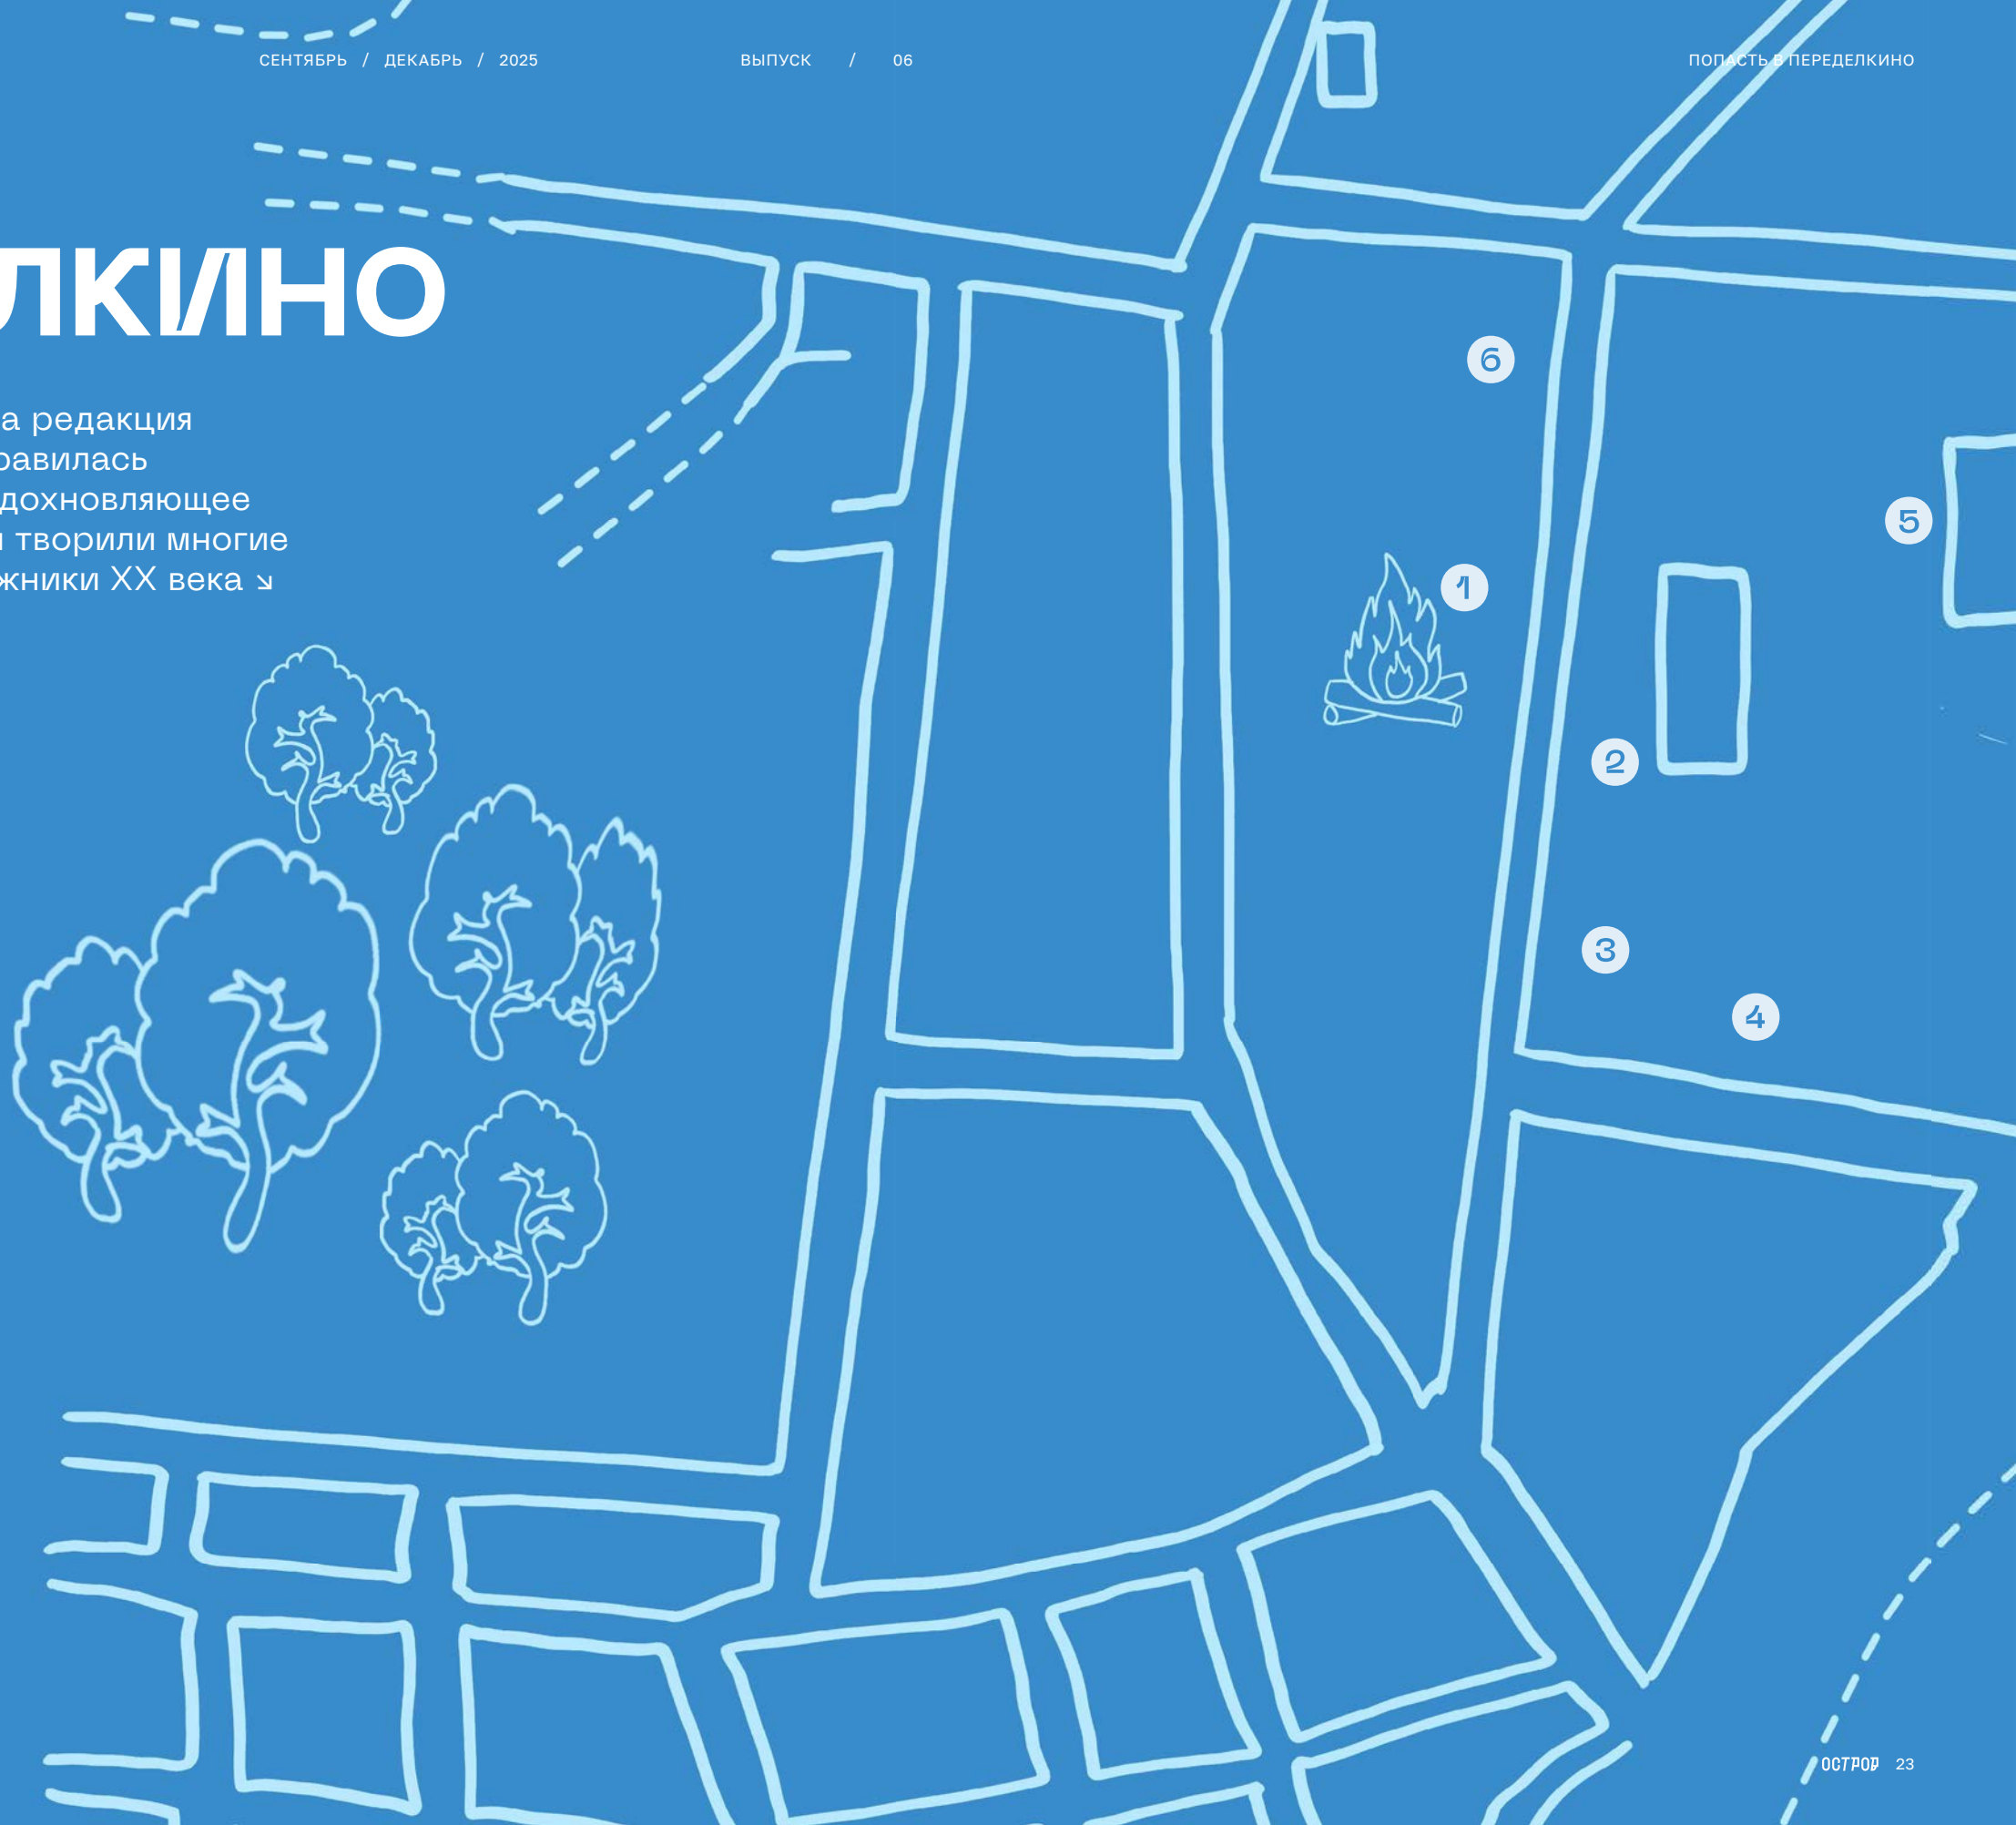 СЕНТЯБРЬ / ДЕКАБРЬ / 2025
ВЫПУСК / 06
ПОПАСТЬ В ПЕРЕДЕЛКИНО
ЛКИНО
а редакция
равилась
дохновляющее
творили многие
жники XX века ↘
6
5
1
2
3
4
ОСТРОВ 23